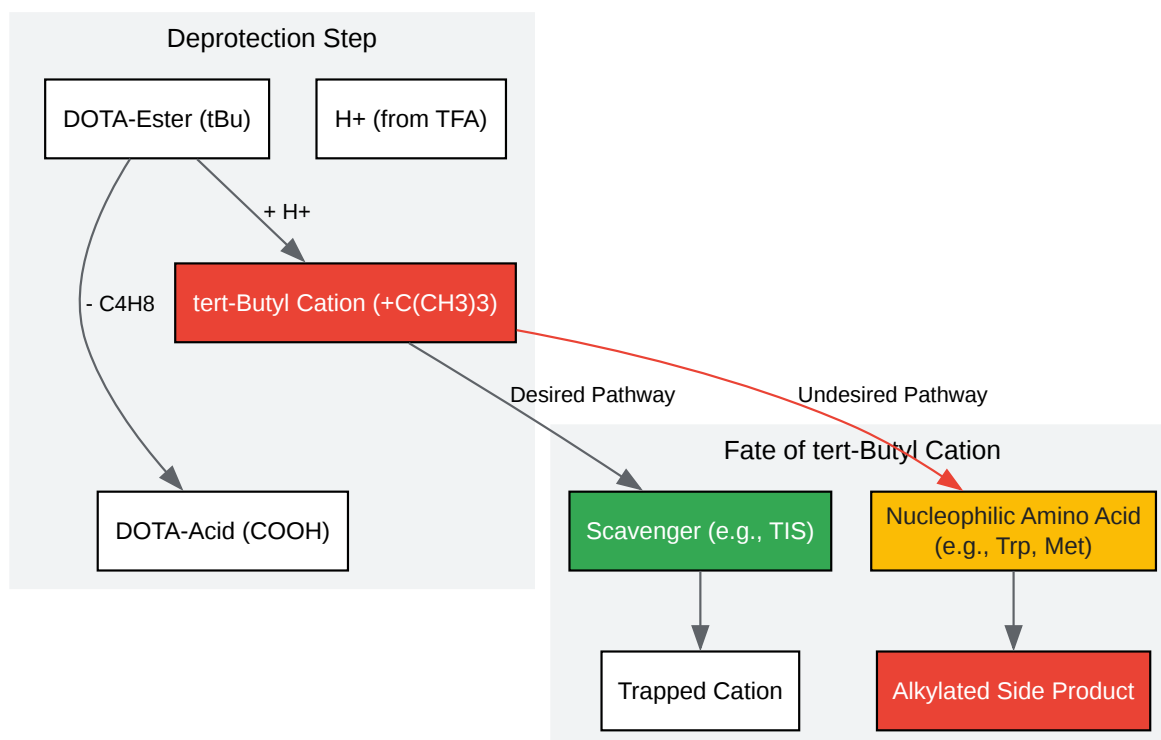 Deprotection Step
DOTA-Ester (tBu)
H+ (from TFA)
+ H+
- C4H8
tert-Butyl Cation (+C(CH3)3)
Desired Pathway
Undesired Pathway
Fate of tert-Butyl Cation
DOTA-Acid (COOH)
Scavenger (e.g., TIS)
Nucleophilic Amino Acid
(e.g., Trp, Met)
Trapped Cation
Alkylated Side Product